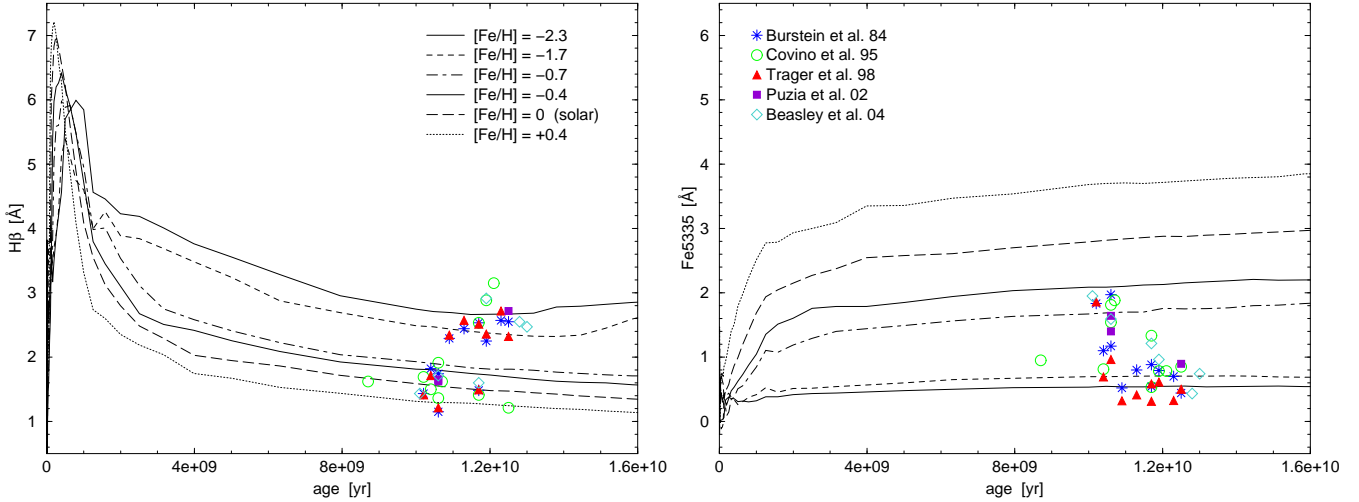 7
6
5
4
3
2
1
Hβ [Å]
[Fe/H] = −2.3
[Fe/H] = −1.7
[Fe/H] = −0.7
[Fe/H] = −0.4
[Fe/H] = 0 (solar)
[Fe/H] = +0.4
0 4e+09 8e+09 1.2e+10 1.6e+10
age [yr]
6
5
4
3
2
1
0
Fe5335 [Å]
Burstein et al. 84
Covino et al. 95
Trager et al. 98
Puzia et al. 02
Beasley et al. 04
0 4e+09 8e+09 1.2e+10 1.6e+10
age [yr]